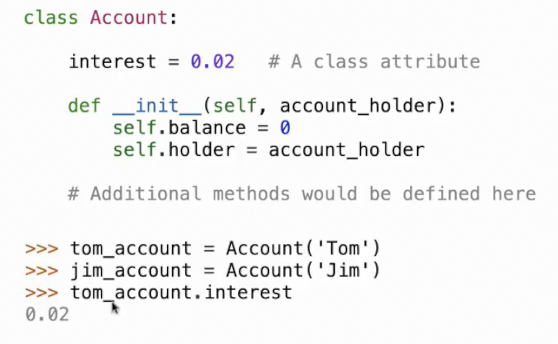 class Account:
interest = 0.02 # A class attribute
def __init__(self, account_holder):
self.balance = 0
self.holder = account_holder
# Additional methods would be defined here
>>> tom_account = Account('Tom')
>>> jim_account = Account('Jim')
>>> tom_account.interest
0.02